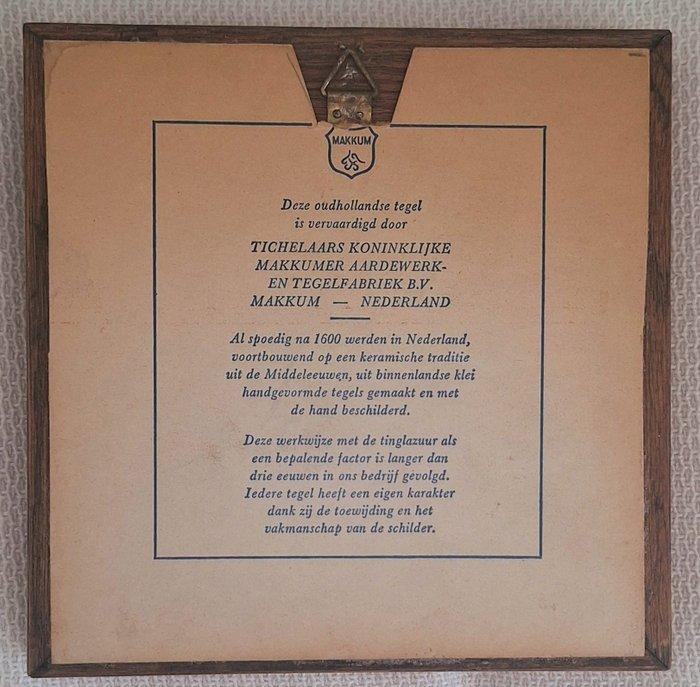 MAKKUM
Deze oudhollandse tegel
is vervaardigd door
TICHELAARS KONINKLIJKE
MAKKUMER AARDEWERK-
EN TEGELFABRIEK B.V.
MAKKUM — NEDERLAND
Al spoedig na 1600 werden in Nederland,
voortbouwend op een keramische traditie
uit de Middeleeuwen, uit binnenlandse klei
handgevormde tegels gemaakt en met
de hand beschilderd.
Deze werkwijze met de tinglazuur als
een bepalende factor is langer dan
drie eeuwen in ons bedrijf gevolgd.
Iedere tegel heeft een eigen karakter
dank zij de toewijding en het
vakmanschap van de schilder.